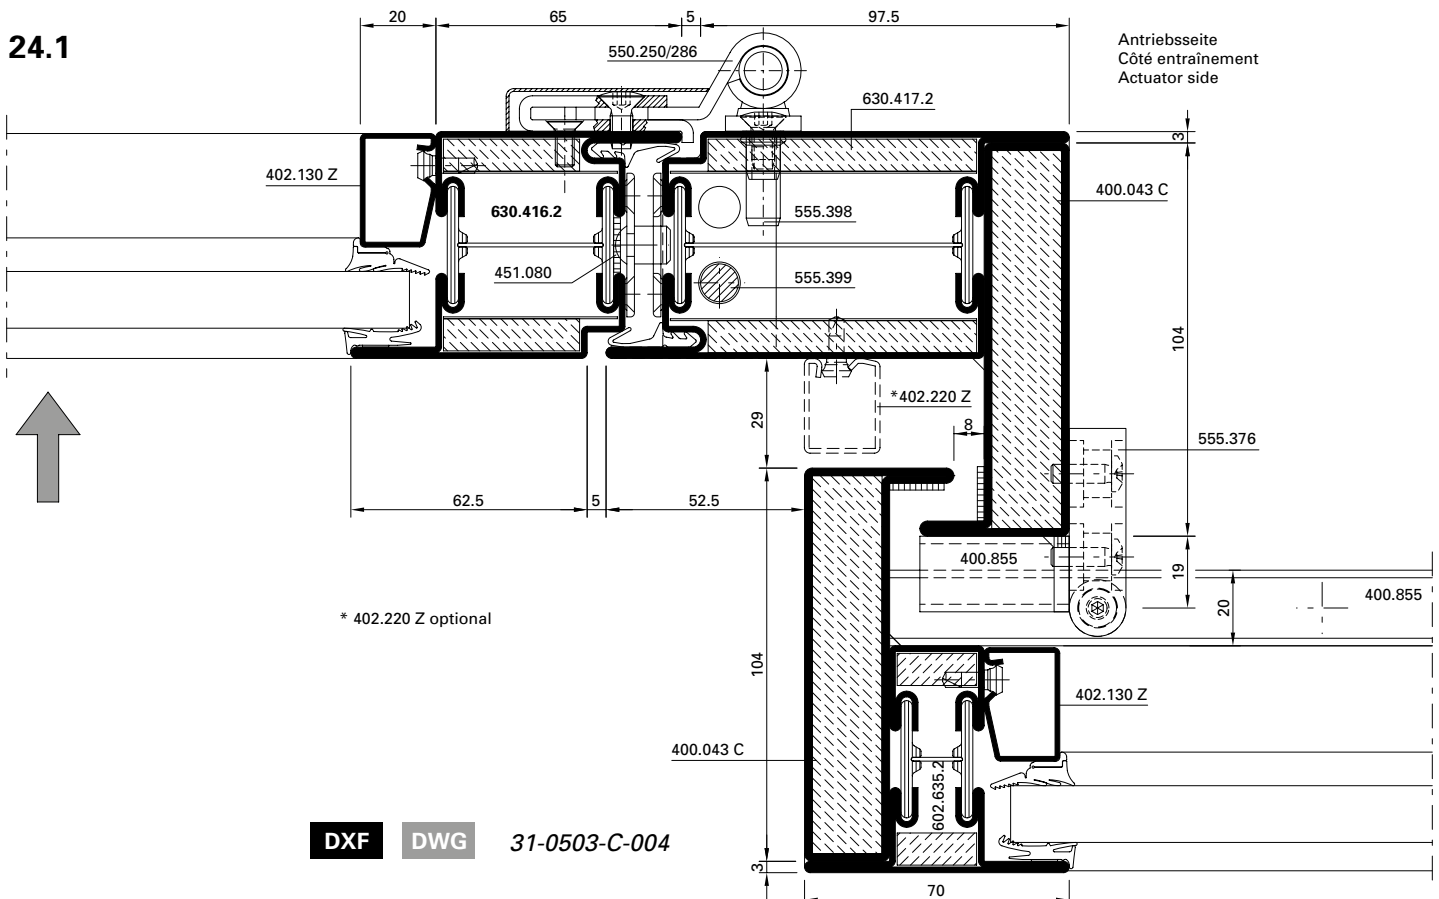 24.1
20
65
5
97.5
Antriebsseite
Côté entraînement
Actuator side
550.250/286
630.417.2
3
402.130 Z
400.043 C
630.416.2
555.398
451.080
555.399
104
*402.220 Z
29
8
555.376
62.5
5
52.5
400.855
19
20
400.855
* 402.220 Z optional
104
402.130 Z
400.043 C
602.635.2
DXF
DWG
31-0503-C-004
3
70